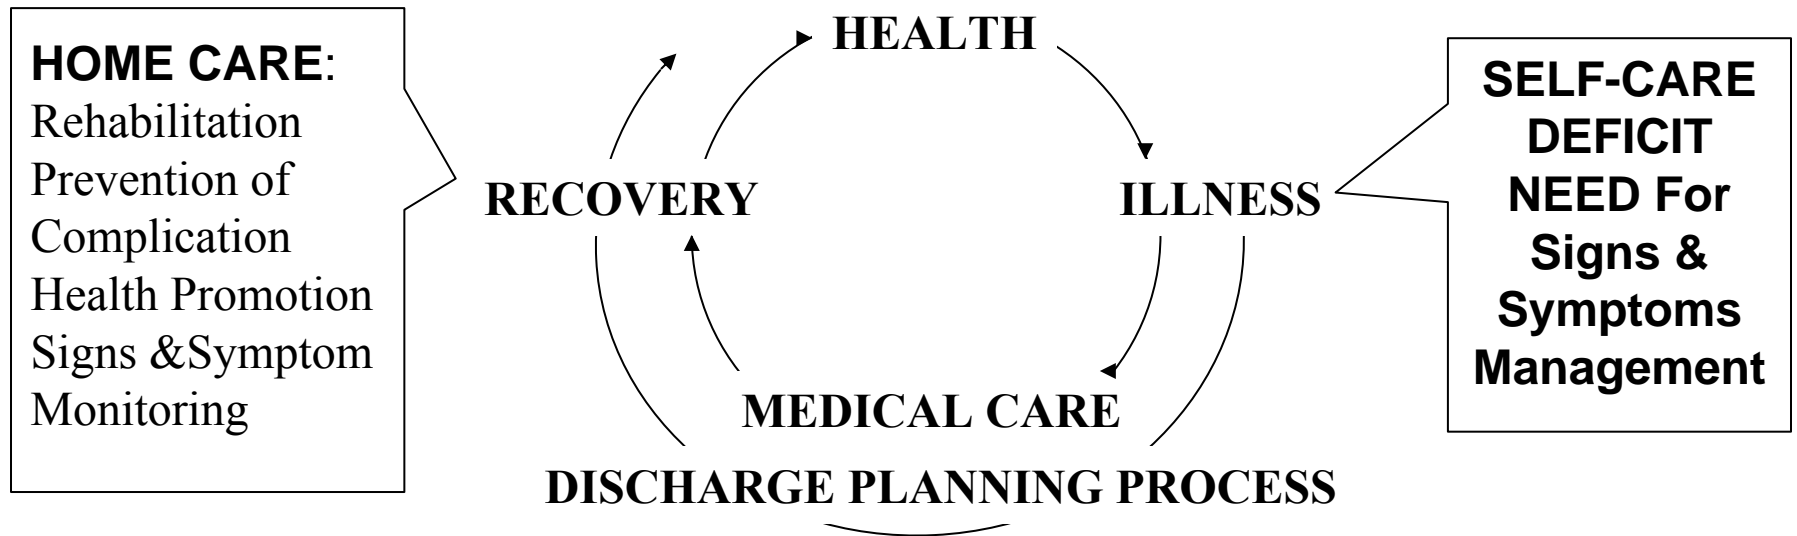 HOME CARE:
Rehabilitation
Prevention of
Complication
Health Promotion
Signs &Symptom
Monitoring
HEALTH
RECOVERY
ILLNESS
MEDICAL CARE
DISCHARGE PLANNING PROCESS
SELF-CARE
DEFICIT
NEED For
Signs &
Symptoms
Management